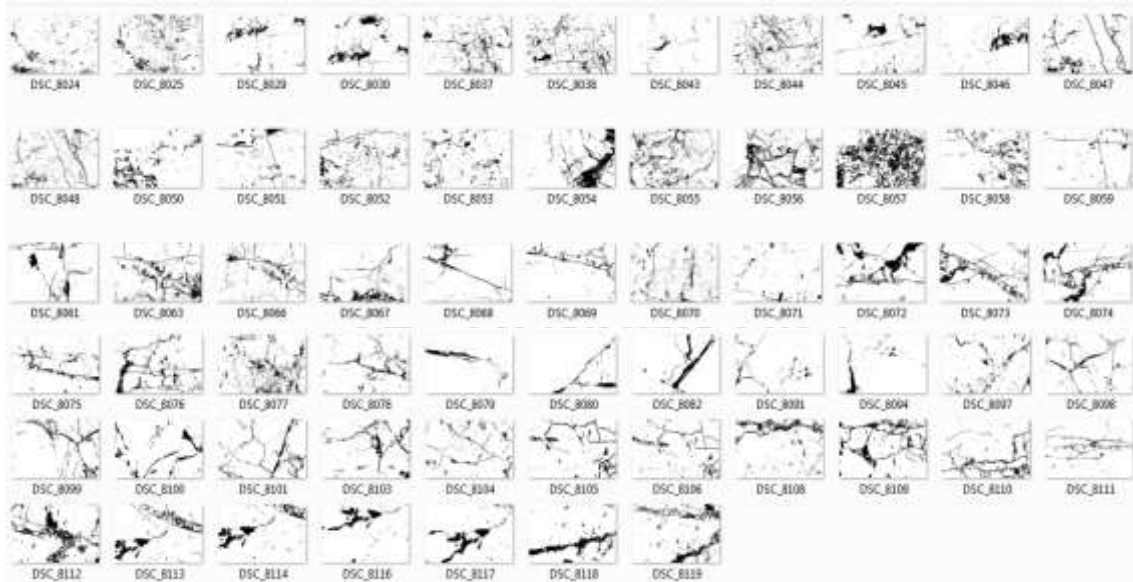 DSC_8024 DSC_8025 DSC_8029 DSC_8030 DSC_8037 DSC_8038 DSC_8043 DSC_8044 DSC_8045 DSC_8046 DSC_8047
DSC_8048 DSC_8050 DSC_8051 DSC_8052 DSC_8053 DSC_8054 DSC_8055 DSC_8056 DSC_8057 DSC_8058 DSC_8059
DSC_8061 DSC_8063 DSC_8066 DSC_8067 DSC_8068 DSC_8069 DSC_8070 DSC_8071 DSC_8072 DSC_8073 DSC_8074
DSC_8075 DSC_8076 DSC_8077 DSC_8078 DSC_8079 DSC_8080 DSC_8082 DSC_8091 DSC_8094 DSC_8097 DSC_8098
DSC_8099 DSC_8100 DSC_8101 DSC_8103 DSC_8104 DSC_8105 DSC_8106 DSC_8108 DSC_8109 DSC_8110 DSC_8111
DSC_8112 DSC_8113 DSC_8114 DSC_8116 DSC_8117 DSC_8118 DSC_8119